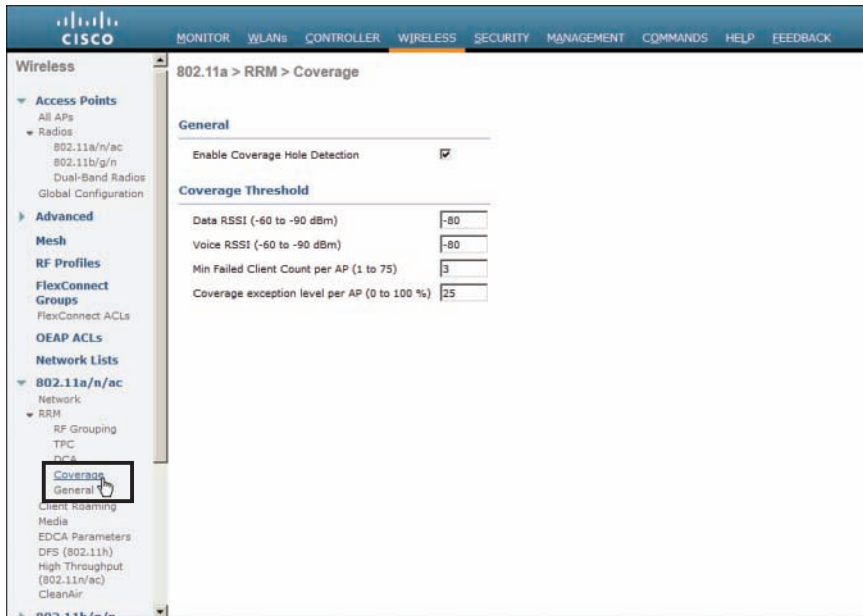 CISCO
MONITOR WLANs CONTROLLER WIRELESS SECURITY MANAGEMENT COMMANDS HELP FEEDBACK
Wireless
Access Points
All APs
Radios
802.11a/n/ac
802.11b/g/n
Dual-Band Radios
Global Configuration
Advanced
Mesh
RF Profiles
FlexConnect
Groups
FlexConnect ACLs
OEAP ACLs
Network Lists
802.11a/n/ac
Network
RRM
RF Grouping
TPC
DCA
Coverage
General
Client Roaming
Media
EDCA Parameters
DFS (802.11h)
High Throughput
(802.11n/ac)
CleanAir
802.11b/g/n
802.11a > RRM > Coverage
General
Enable Coverage Hole Detection
Coverage Threshold
Data RSSI (-60 to -90 dBm) -80
Voice RSSI (-60 to -90 dBm) -80
Min Failed Client Count per AP (1 to 75) 3
Coverage exception level per AP (0 to 100 %) 25